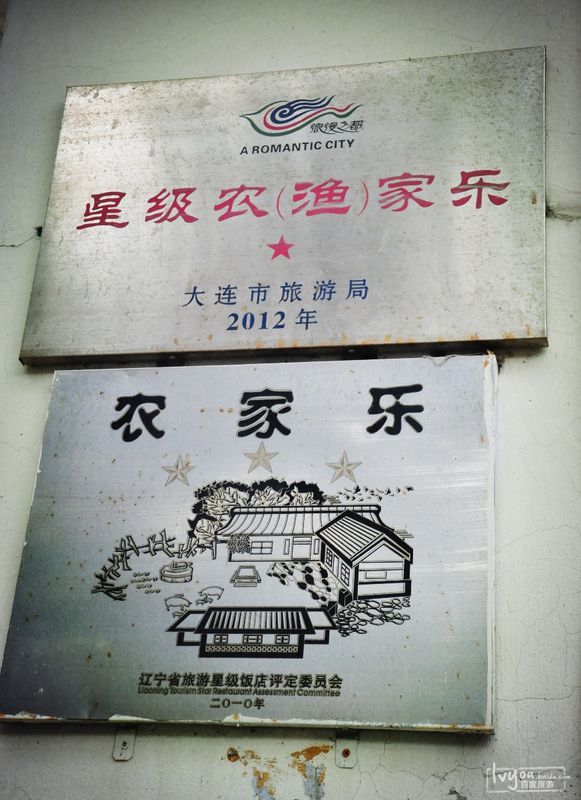 浪漫之都
A ROMANTIC CITY
星级农(渔)家乐
大连市旅游局
2012年
农家乐
辽宁省旅游星级饭店评定委员会
Liaoning Tourism Star Restaurant Assessment Committee
二〇一〇年
lvyou.baidu.com
百度旅游